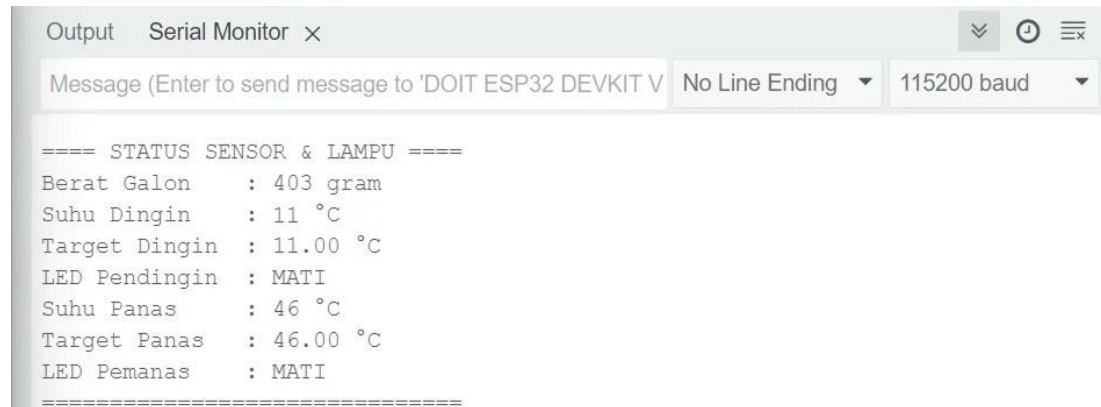 Output Serial Monitor
Message (Enter to send message to 'DOIT ESP32 DEVKIT V No Line Ending 115200 baud
==== STATUS SENSOR & LAMPU ====
Berat Galon : 403 gram
Suhu Dingin : 11 °C
Target Dingin : 11.00 °C
LED Pendingin : MATI
Suhu Panas : 46 °C
Target Panas : 46.00 °C
LED Pemanas : MATI
===============================